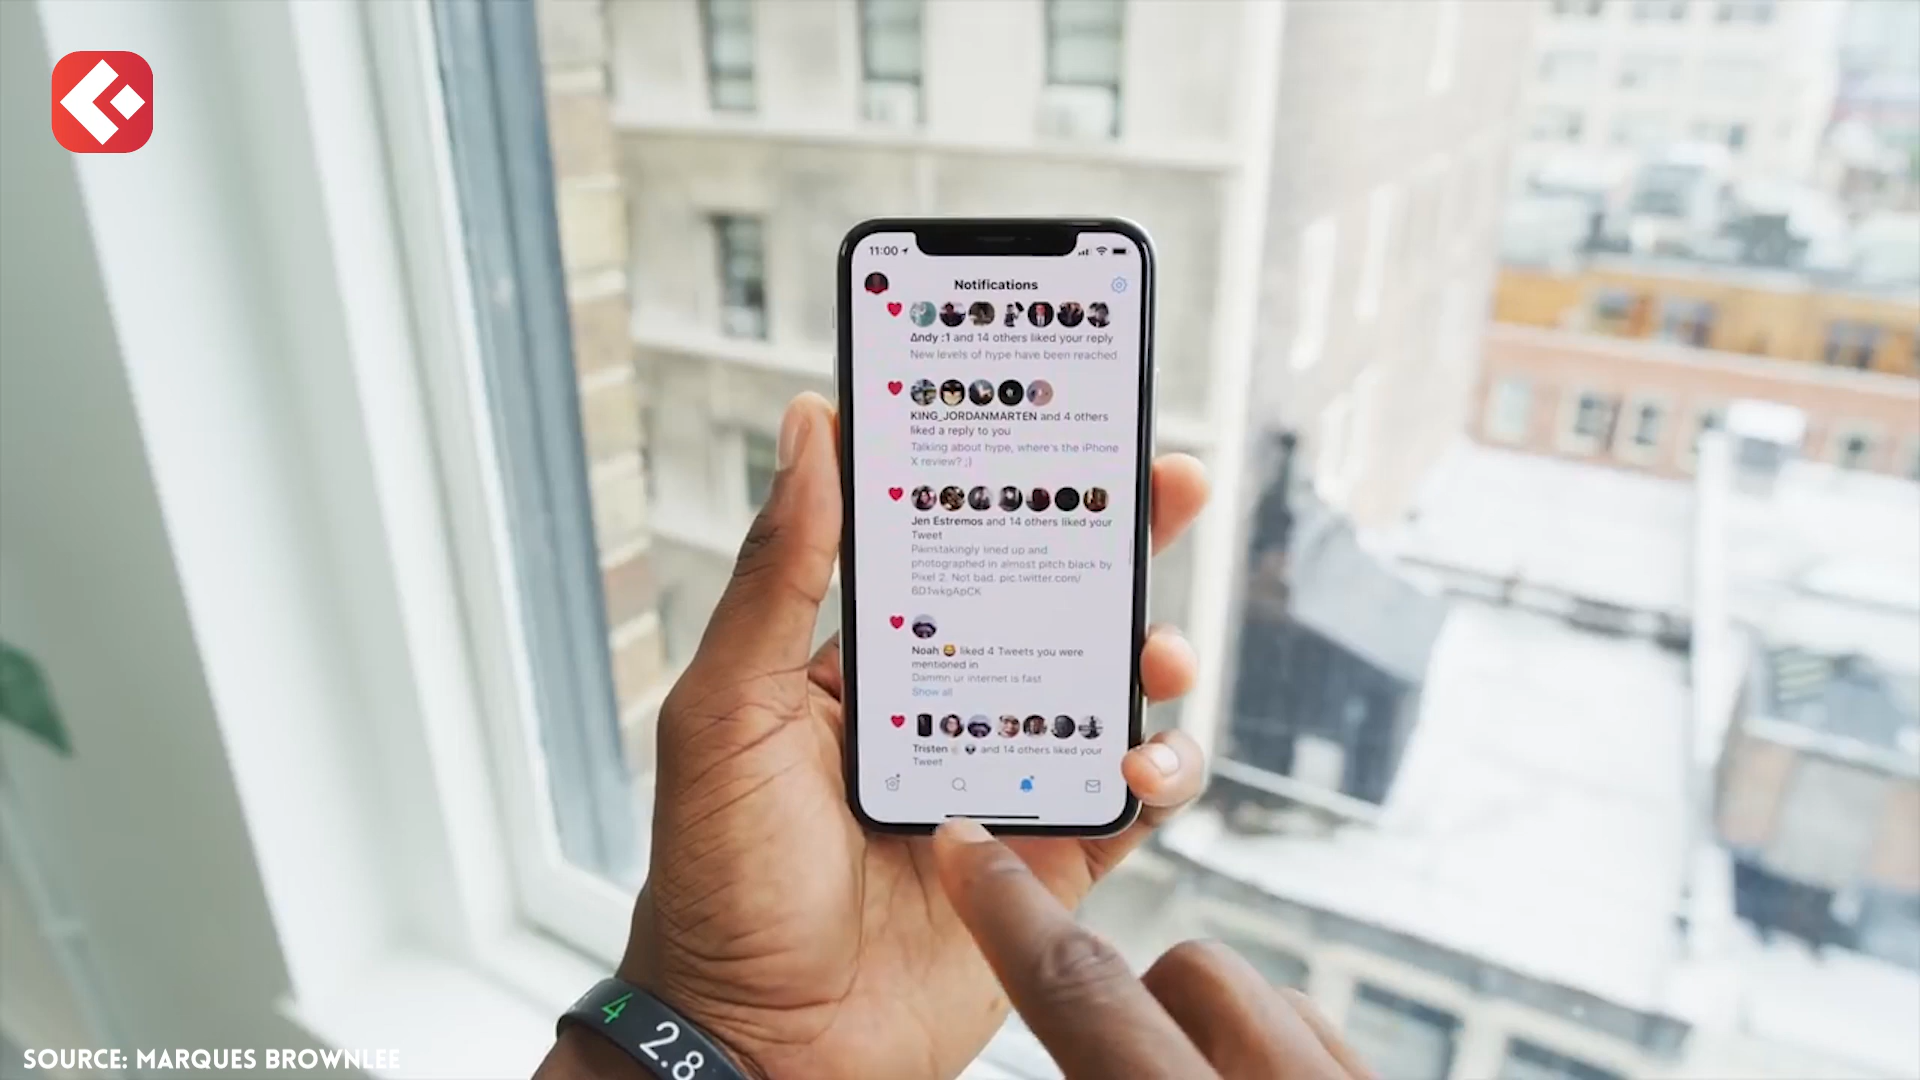 11:00
Notifications
Δndy :1 and 14 others liked your reply
New levels of hype have been reached
KING_JORDANMARTEN and 4 others
liked a reply to you
Talking about hype, where's the iPhone
X review? ;)
Jen Estremos and 14 others liked your
Tweet
Painstakingly lined up and
photographed in almost pitch black by
Pixel 2. Not bad. pic.twitter.com/
6D1wkgApCK
Noah 😄 liked 4 Tweets you were
mentioned in
Dammn ur internet is fast
Show all
Tristen 👽 and 14 others liked your
Tweet
4 2.8
SOURCE: MARQUES BROWNLEE